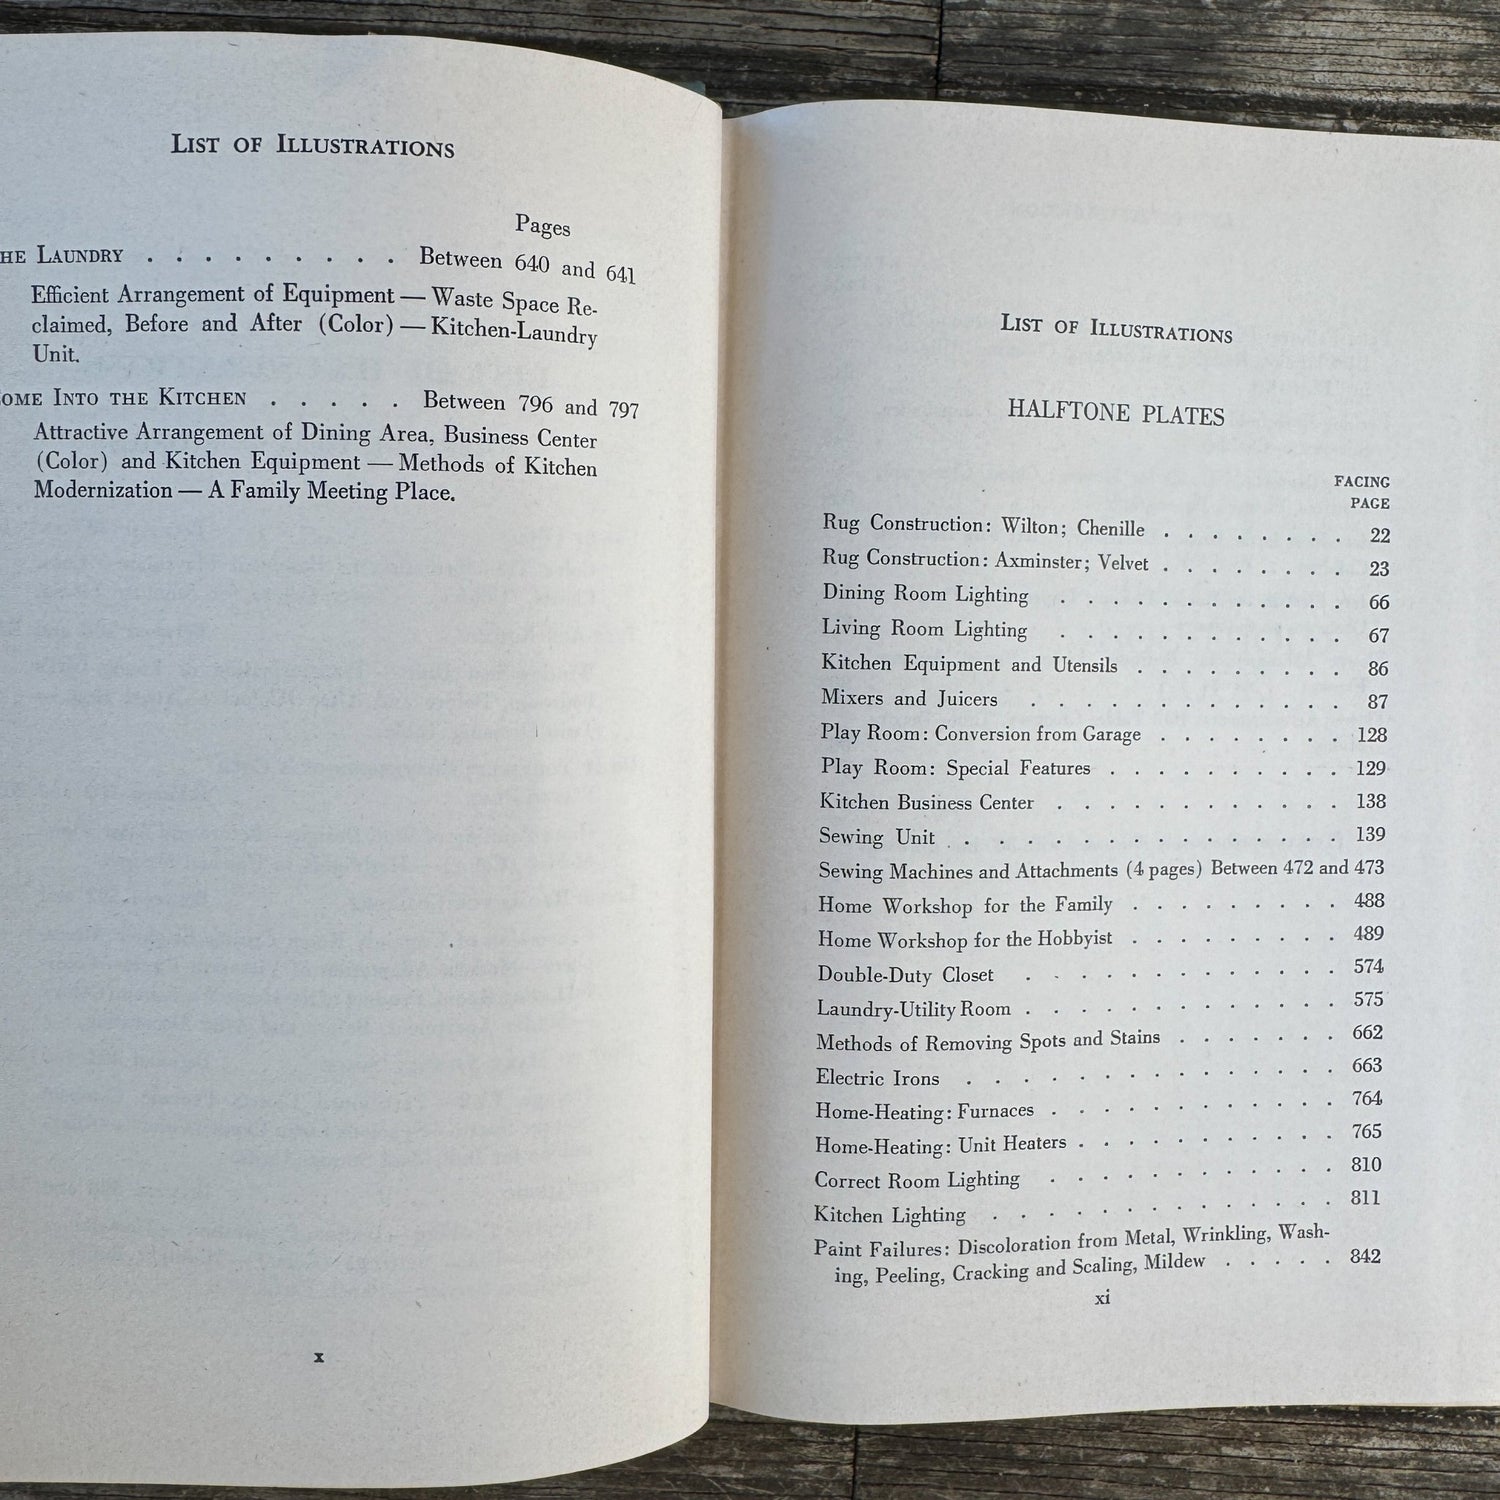 List of Illustrations
Pages
he Laundry . . . . . . . . . Between 640 and 641
Efficient Arrangement of Equipment — Waste Space Re-
claimed, Before and After (Color) — Kitchen-Laundry
Unit.
ome Into the Kitchen . . . . . Between 796 and 797
Attractive Arrangement of Dining Area, Business Center
(Color) and Kitchen Equipment — Methods of Kitchen
Modernization — A Family Meeting Place.
x
List of Illustrations
HALFTONE PLATES
FACING
PAGE
Rug Construction: Wilton; Chenille . . . . . . . . 22
Rug Construction: Axminster; Velvet . . . . . . . . 23
Dining Room Lighting . . . . . . . . . . . . 66
Living Room Lighting . . . . . . . . . . . . 67
Kitchen Equipment and Utensils . . . . . . . . . 86
Mixers and Juicers . . . . . . . . . . . . . 87
Play Room: Conversion from Garage . . . . . . . . 128
Play Room: Special Features . . . . . . . . . . 129
Kitchen Business Center . . . . . . . . . . . . 138
Sewing Unit . . . . . . . . . . . . . . . 139
Sewing Machines and Attachments (4 pages) Between 472 and 473
Home Workshop for the Family . . . . . . . . . 488
Home Workshop for the Hobbyist . . . . . . . . . 489
Double-Duty Closet . . . . . . . . . . . . 574
Laundry-Utility Room . . . . . . . . . . . . 575
Methods of Removing Spots and Stains . . . . . . . 662
Electric Irons . . . . . . . . . . . . . . 663
Home-Heating: Furnaces . . . . . . . . . . . 764
Home-Heating: Unit Heaters . . . . . . . . . . 765
Correct Room Lighting . . . . . . . . . . . . 810
Kitchen Lighting . . . . . . . . . . . . . 811
Paint Failures: Discoloration from Metal, Wrinkling, Wash-
ing, Peeling, Cracking and Scaling, Mildew . . . . . 842
xi